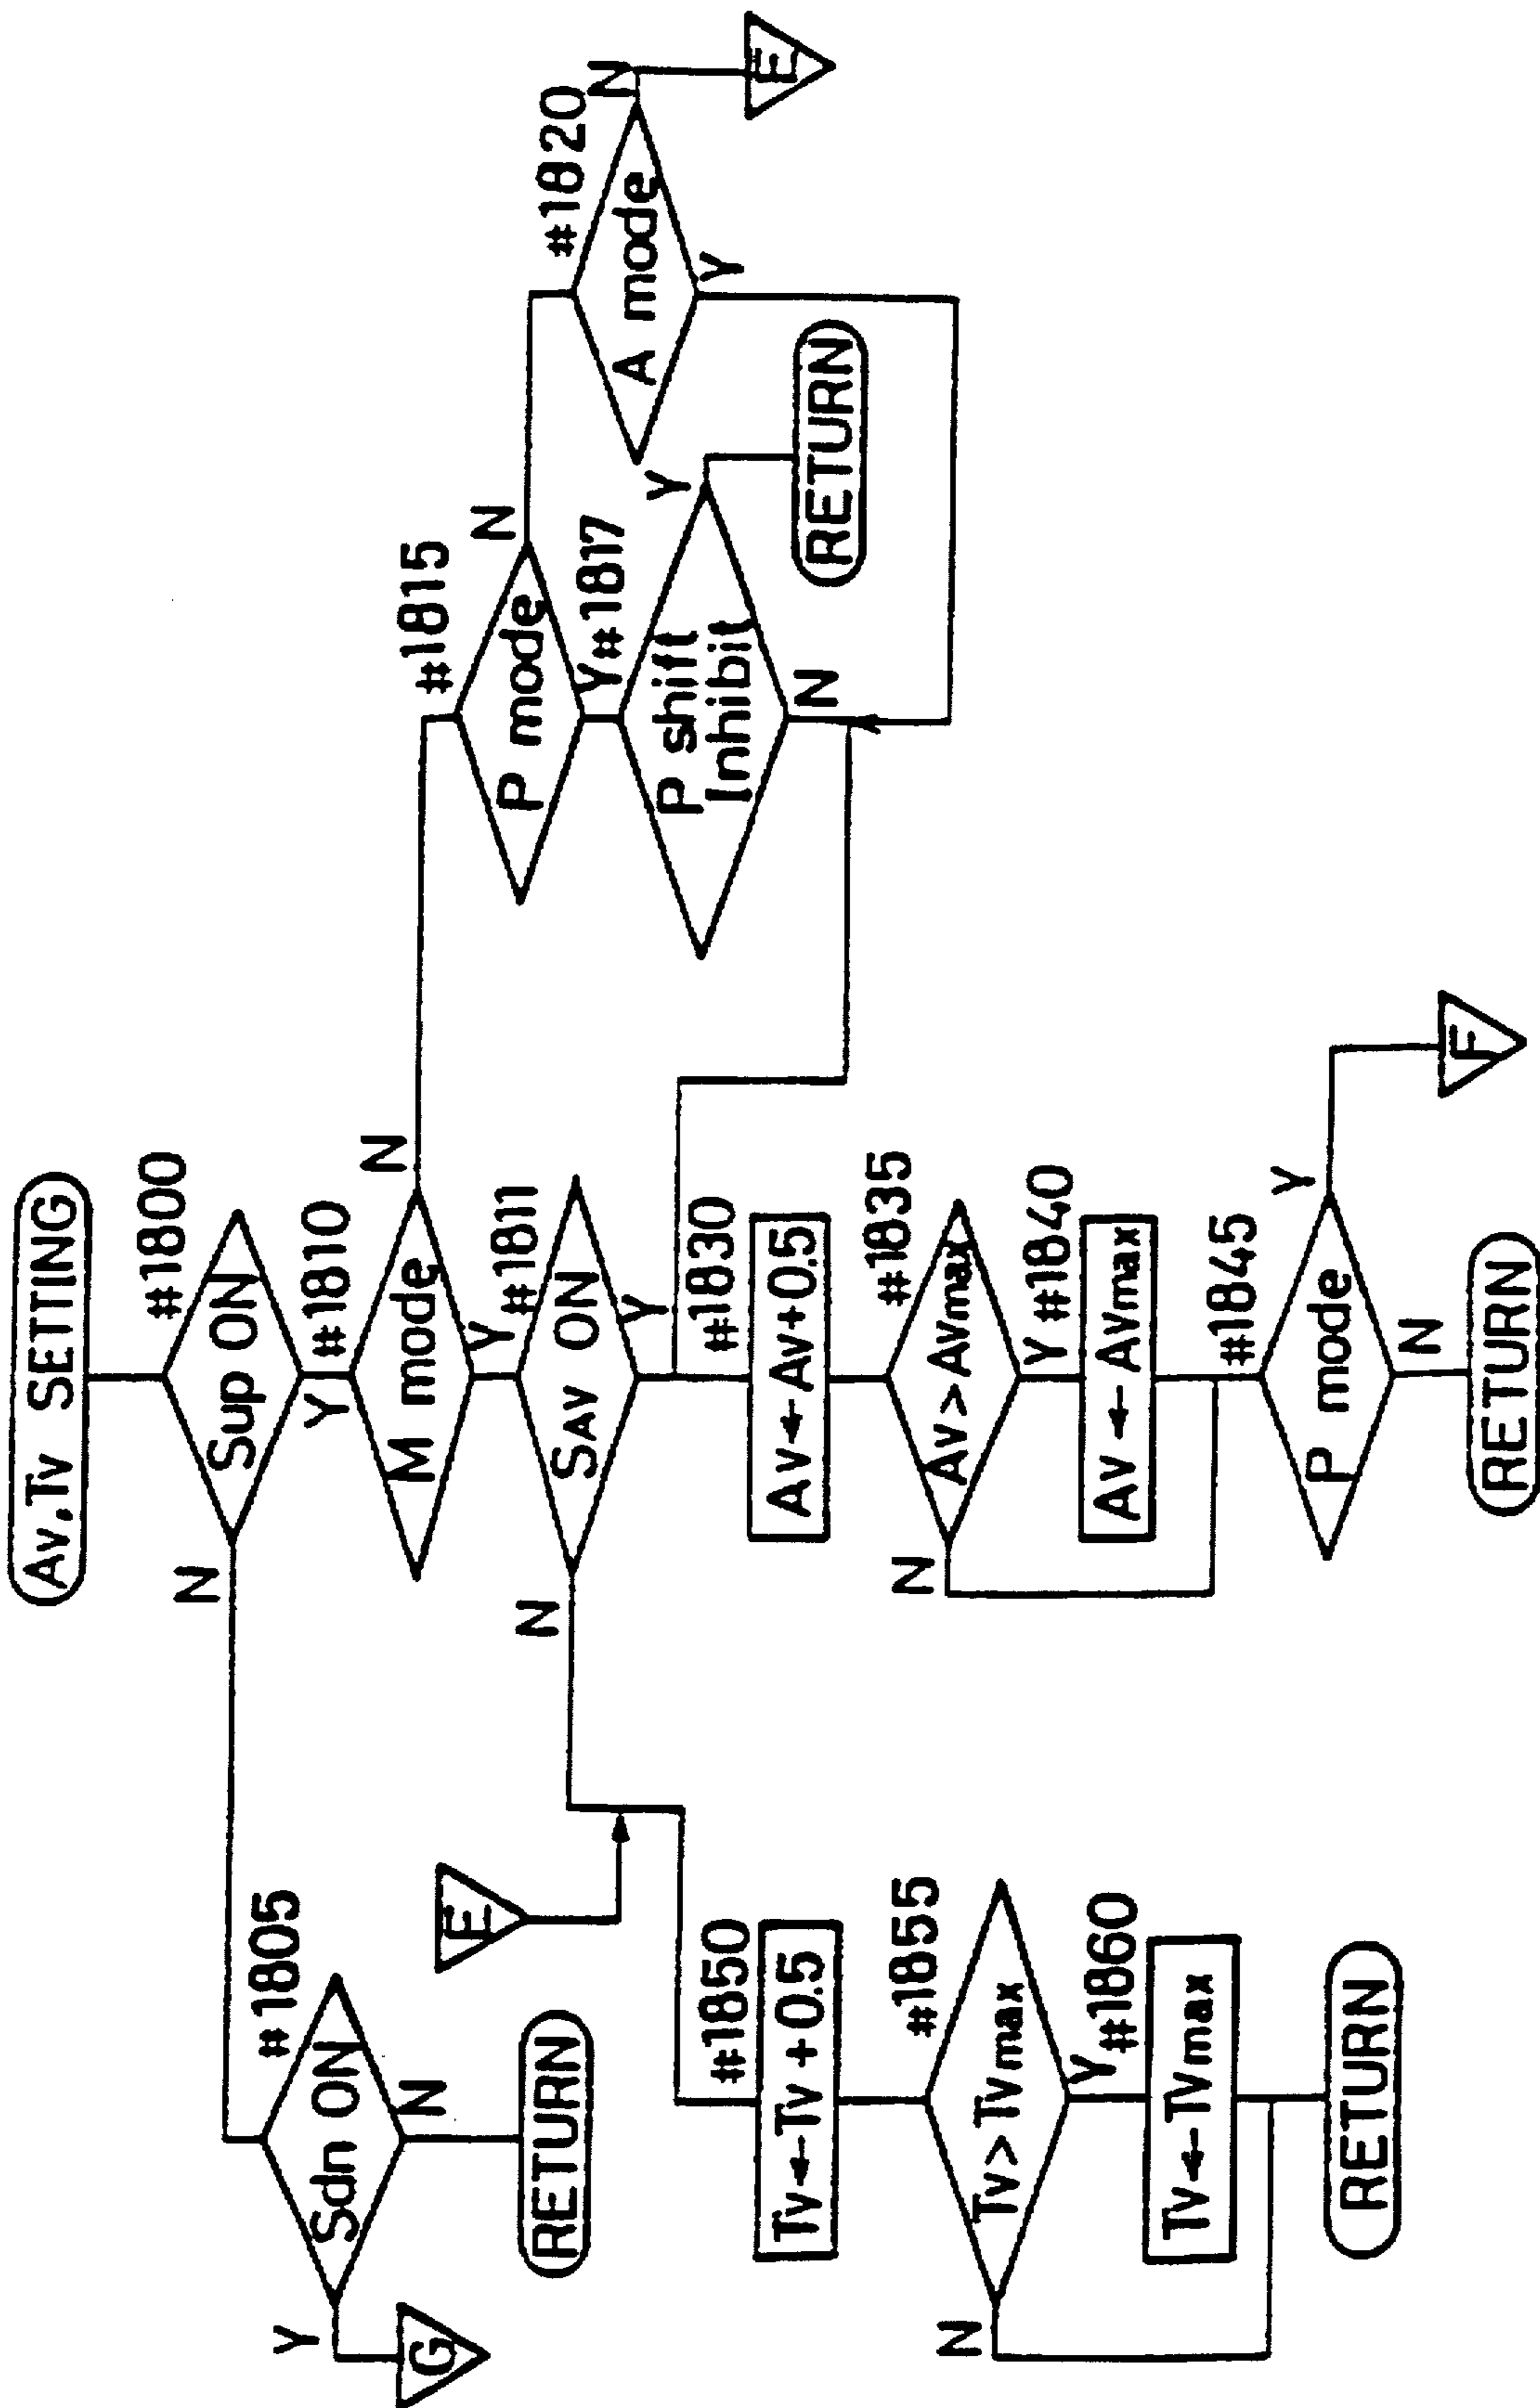 Av,Tv SETTING
#1800
Sup ON
N
Y
#1805
Sdn ON
Y
N
G
RETURN
#1810
M mode
N
Y
#1811
SAV ON
N
Y
#1815
P mode
N
Y
#1817
P shift
Inhibit
Y
N
RETURN
#1820
A mode
N
Y
E
E
#1830
Av←Av+0.5
#1835
Av>Avmax
N
Y
#1840
Av←Avmax
#1845
P mode
Y
N
F
RETURN
#1850
Tv←Tv+0.5
#1855
Tv>Tvmax
N
Y
#1860
Tv←Tvmax
RETURN